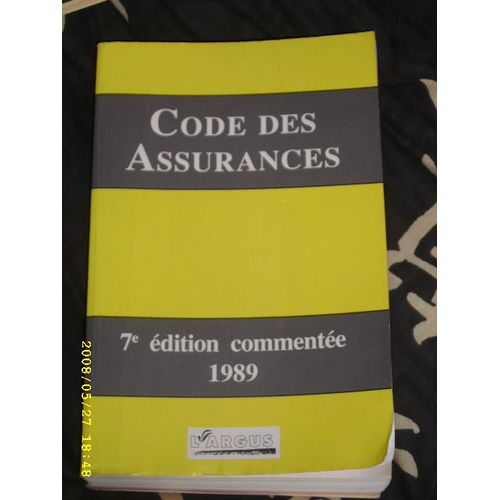 CODE DES
ASSURANCES
7e édition commentée
1989
L'ARGUS
2008/05/27 18:48